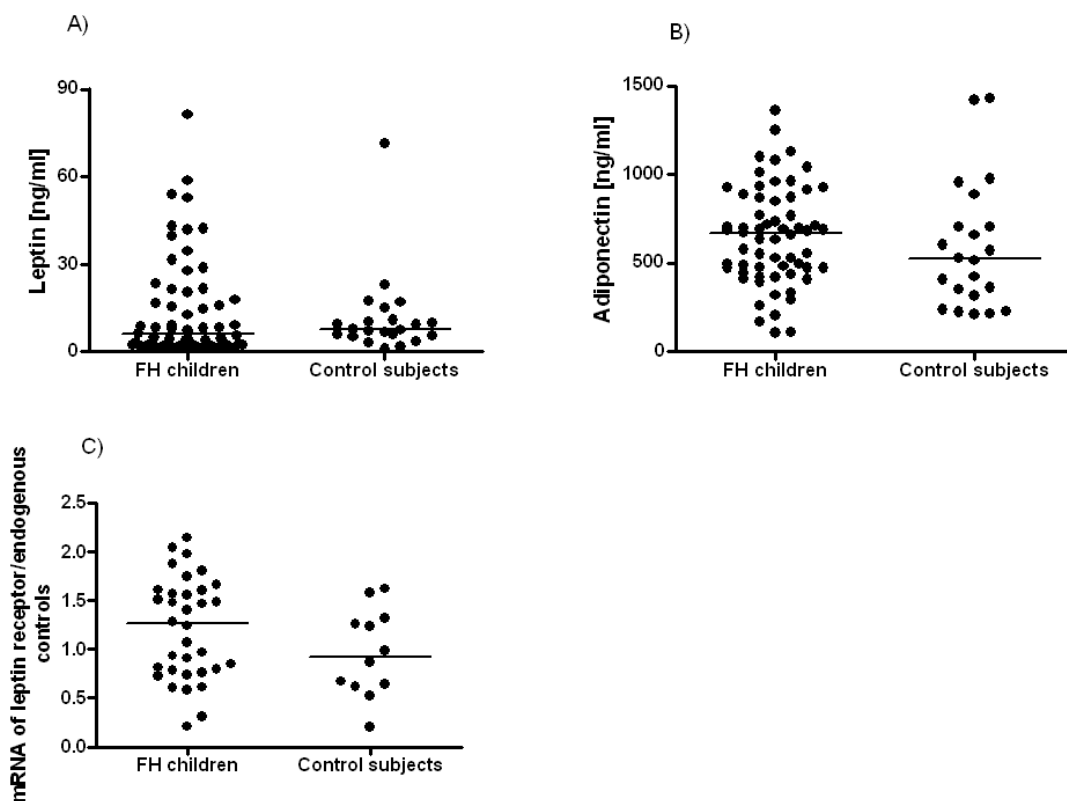 A)
90
60
30
0
Leptin [ng/ml]
FH children
Control subjects
B)
1500
1000
500
0
Adiponectin [ng/ml]
FH children
Control subjects
C)
2.5
2.0
1.5
1.0
0.5
0.0
mRNA of leptin receptor/endogenous
controls
FH children
Control subjects